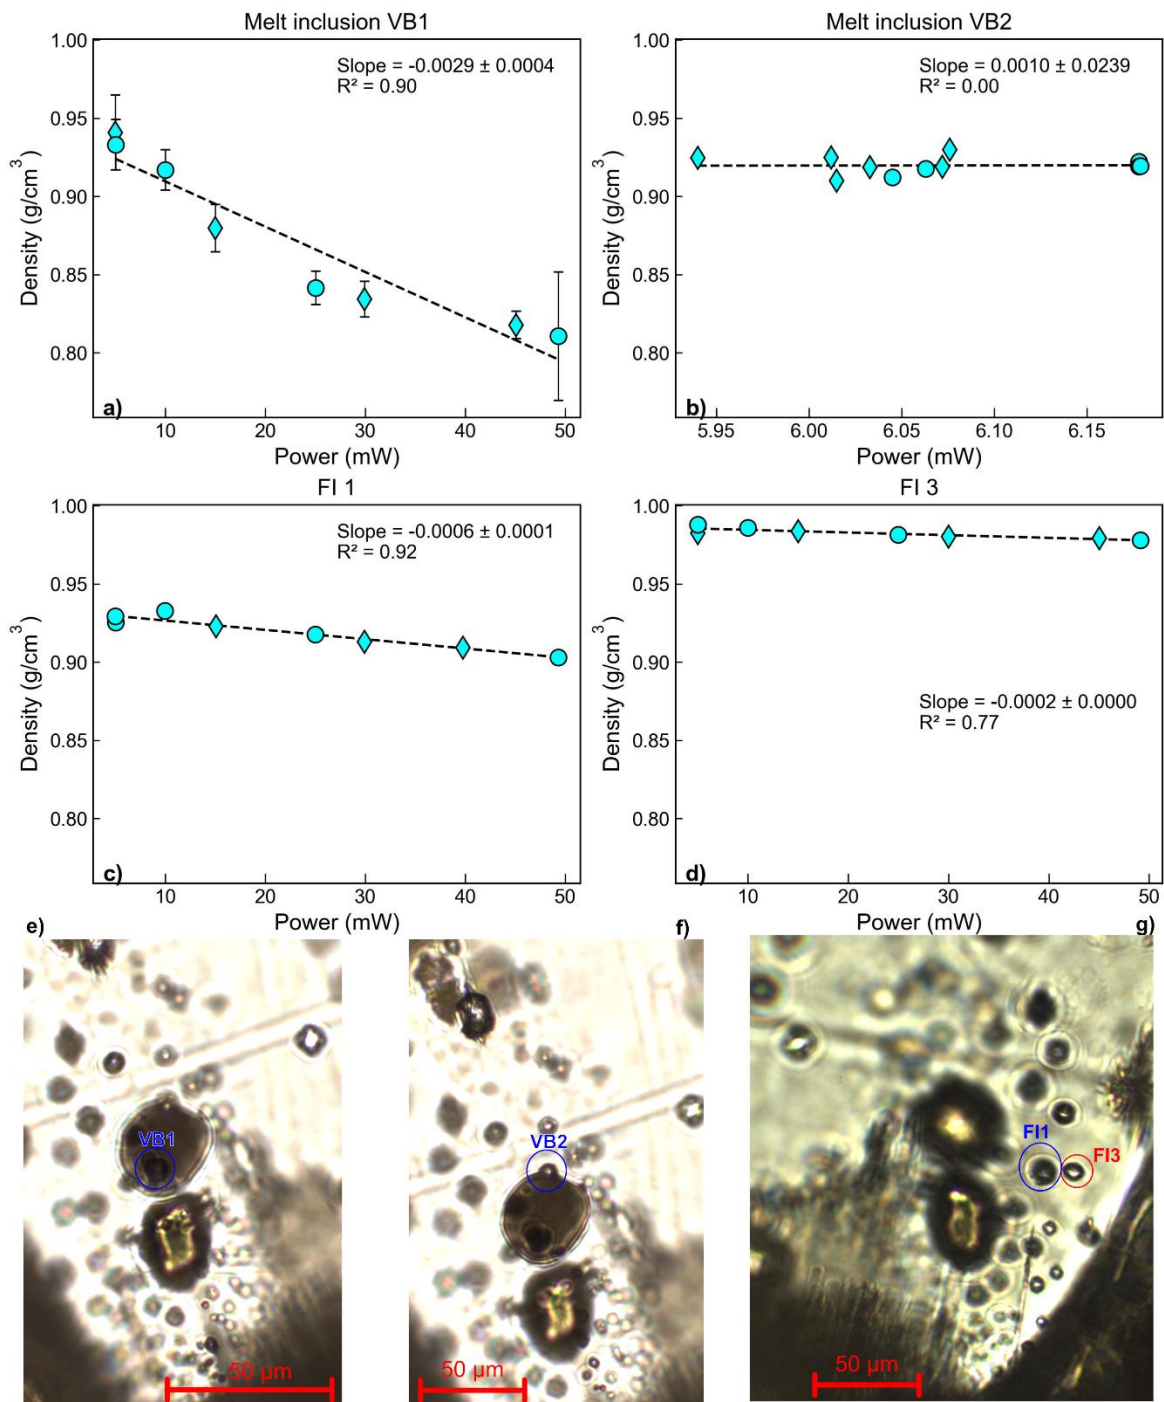 Melt inclusion VB1
Slope = -0.0029 ± 0.0004
R² = 0.90
1.00
0.95
0.90
0.85
0.80
Density (g/cm³)
a)
10
20
30
40
50
Power (mW)
Melt inclusion VB2
Slope = 0.0010 ± 0.0239
R² = 0.00
1.00
0.95
0.90
0.85
0.80
Density (g/cm³)
b)
5.95
6.00
6.05
6.10
6.15
Power (mW)
FI 1
Slope = -0.0006 ± 0.0001
R² = 0.92
1.00
0.95
0.90
0.85
0.80
Density (g/cm³)
c)
10
20
30
40
50
Power (mW)
FI 3
1.00
0.95
0.90
0.85
0.80
Density (g/cm³)
Slope = -0.0002 ± 0.0000
R² = 0.77
d)
10
20
30
40
50
Power (mW)
e)
VB1
50 µm
f)
VB2
50 µm
g)
FI1
FI3
50 µm